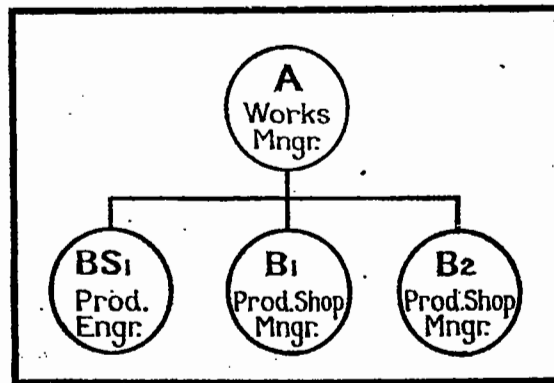 A
Works
Mngr.
BS1
Prod.
Engr.
B1
Prod.Shop
Mngr.
B2
Prod.Shop
Mngr.